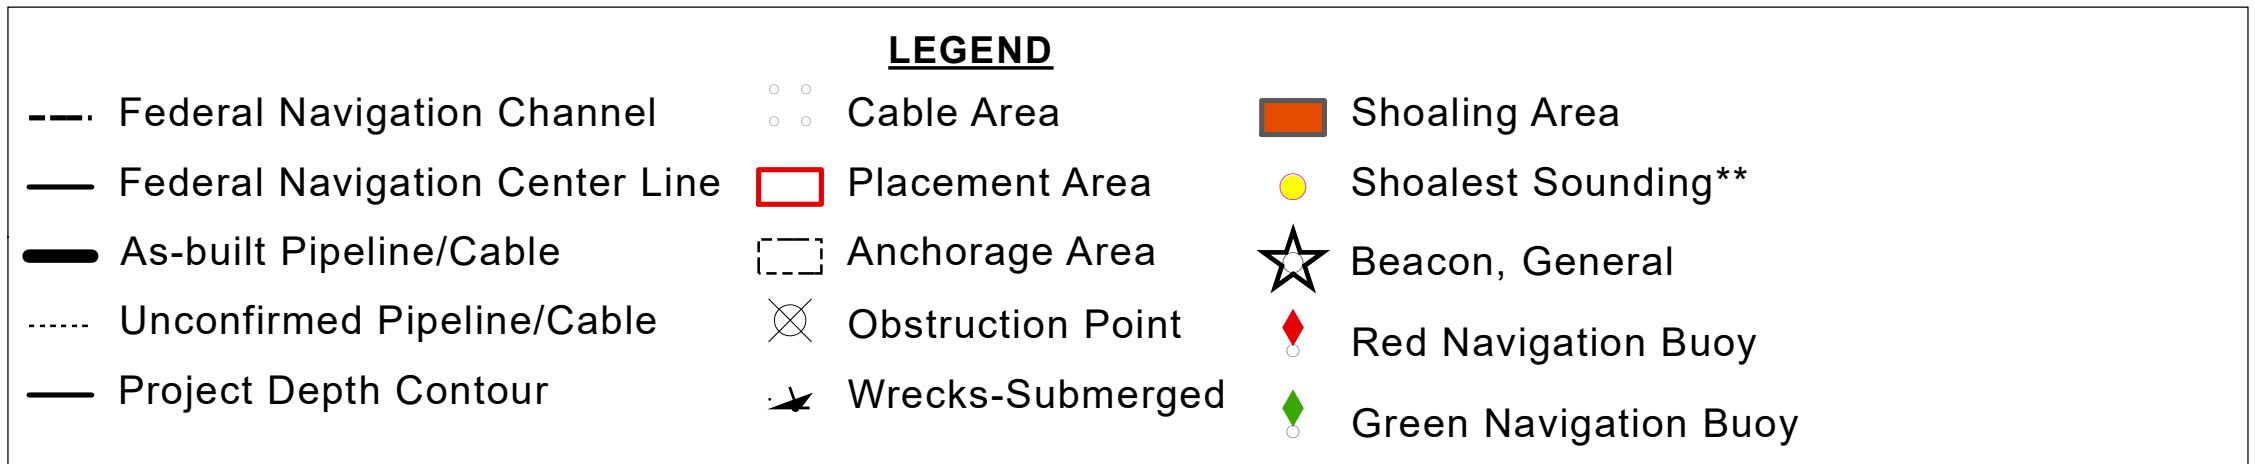 LEGEND
Federal Navigation Channel
Federal Navigation Center Line
As-built Pipeline/Cable
Unconfirmed Pipeline/Cable
Project Depth Contour
Cable Area
Placement Area
Anchorage Area
Obstruction Point
Wrecks-Submerged
Shoaling Area
Shoalest Sounding**
Beacon, General
Red Navigation Buoy
Green Navigation Buoy